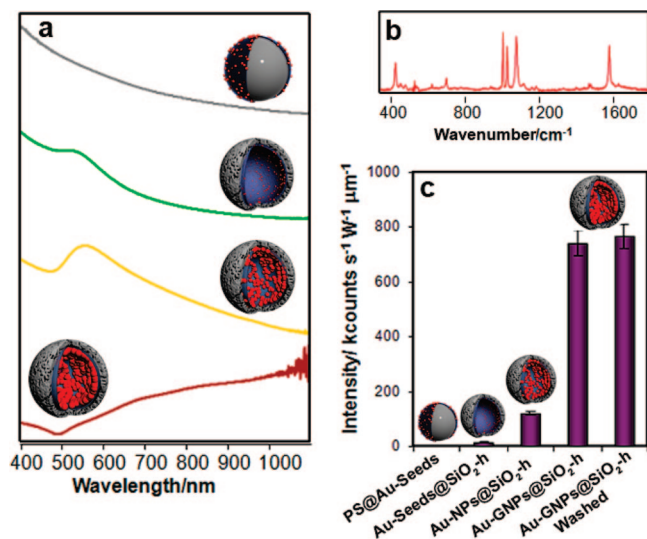 a
400 500 600 700 800 900 1000
Wavelength/nm
b
400 800 1200 1600
Wavenumber/cm⁻¹
c
Intensity/ kcounts s⁻¹ W⁻¹ µm⁻¹
1000
800
600
400
200
0
PS@Au-Seeds
Au-Seeds@SiO₂-h
Au-NPs@SiO₂-h
Au-GNPs@SiO₂-h
Au-GNPs@SiO₂-h
Washed